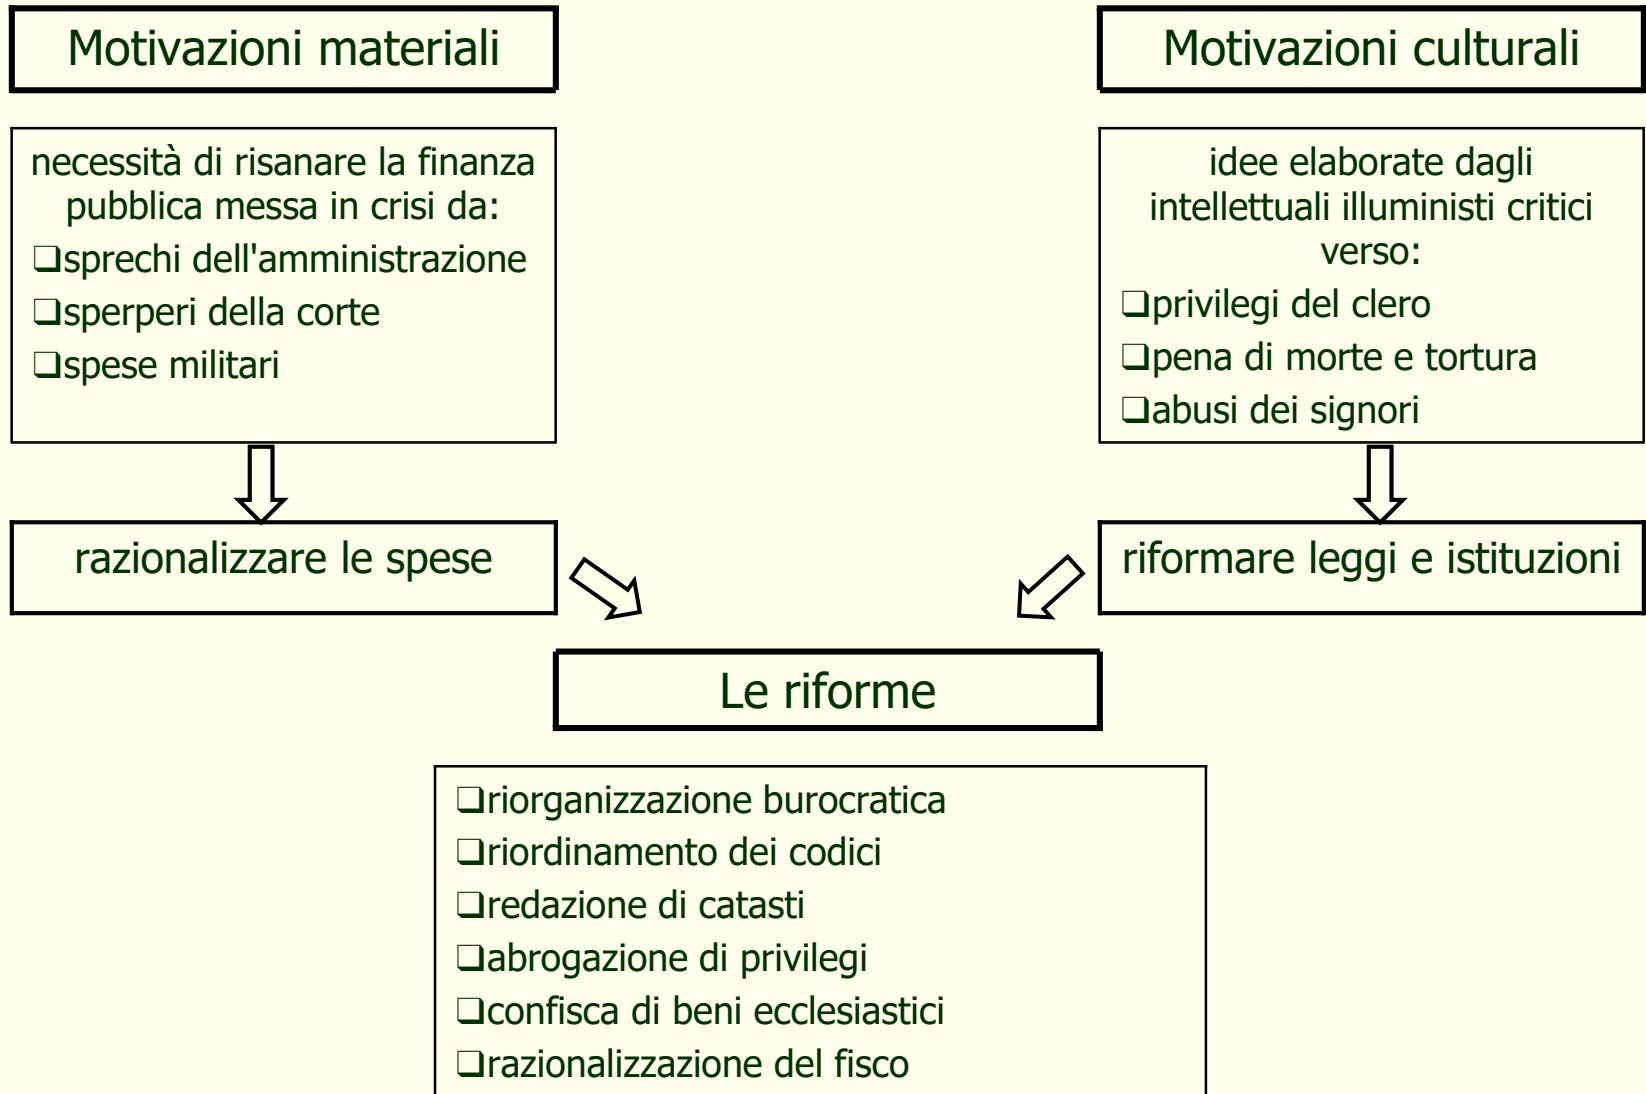 Motivazioni materiali
necessità di risanare la finanza
pubblica messa in crisi da:
❑sprechi dell'amministrazione
❑sperperi della corte
❑spese militari
razionalizzare le spese
Motivazioni culturali
idee elaborate dagli
intellettuali illuministi critici
verso:
❑privilegi del clero
❑pena di morte e tortura
❑abusi dei signori
riformare leggi e istituzioni
Le riforme
❑riorganizzazione burocratica
❑riordinamento dei codici
❑redazione di catasti
❑abrogazione di privilegi
❑confisca di beni ecclesiastici
❑razionalizzazione del fisco